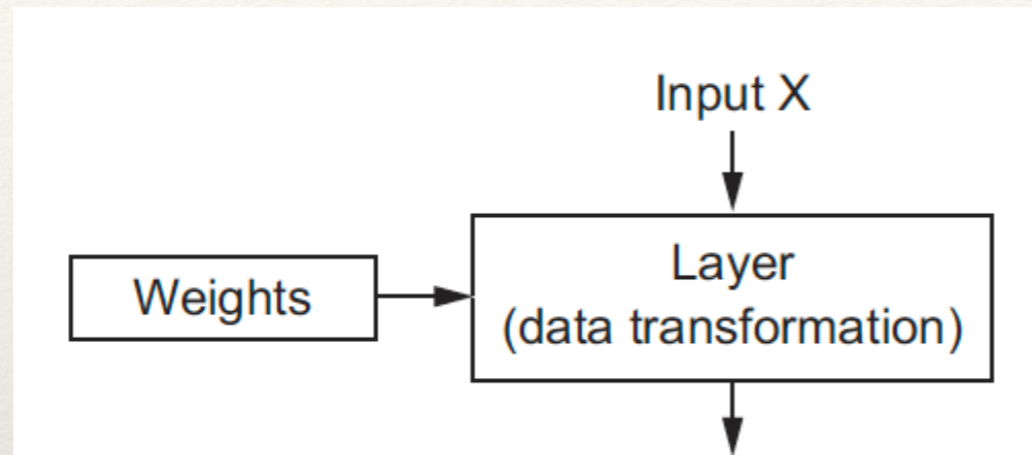 Input X
Weights
Layer
(data transformation)